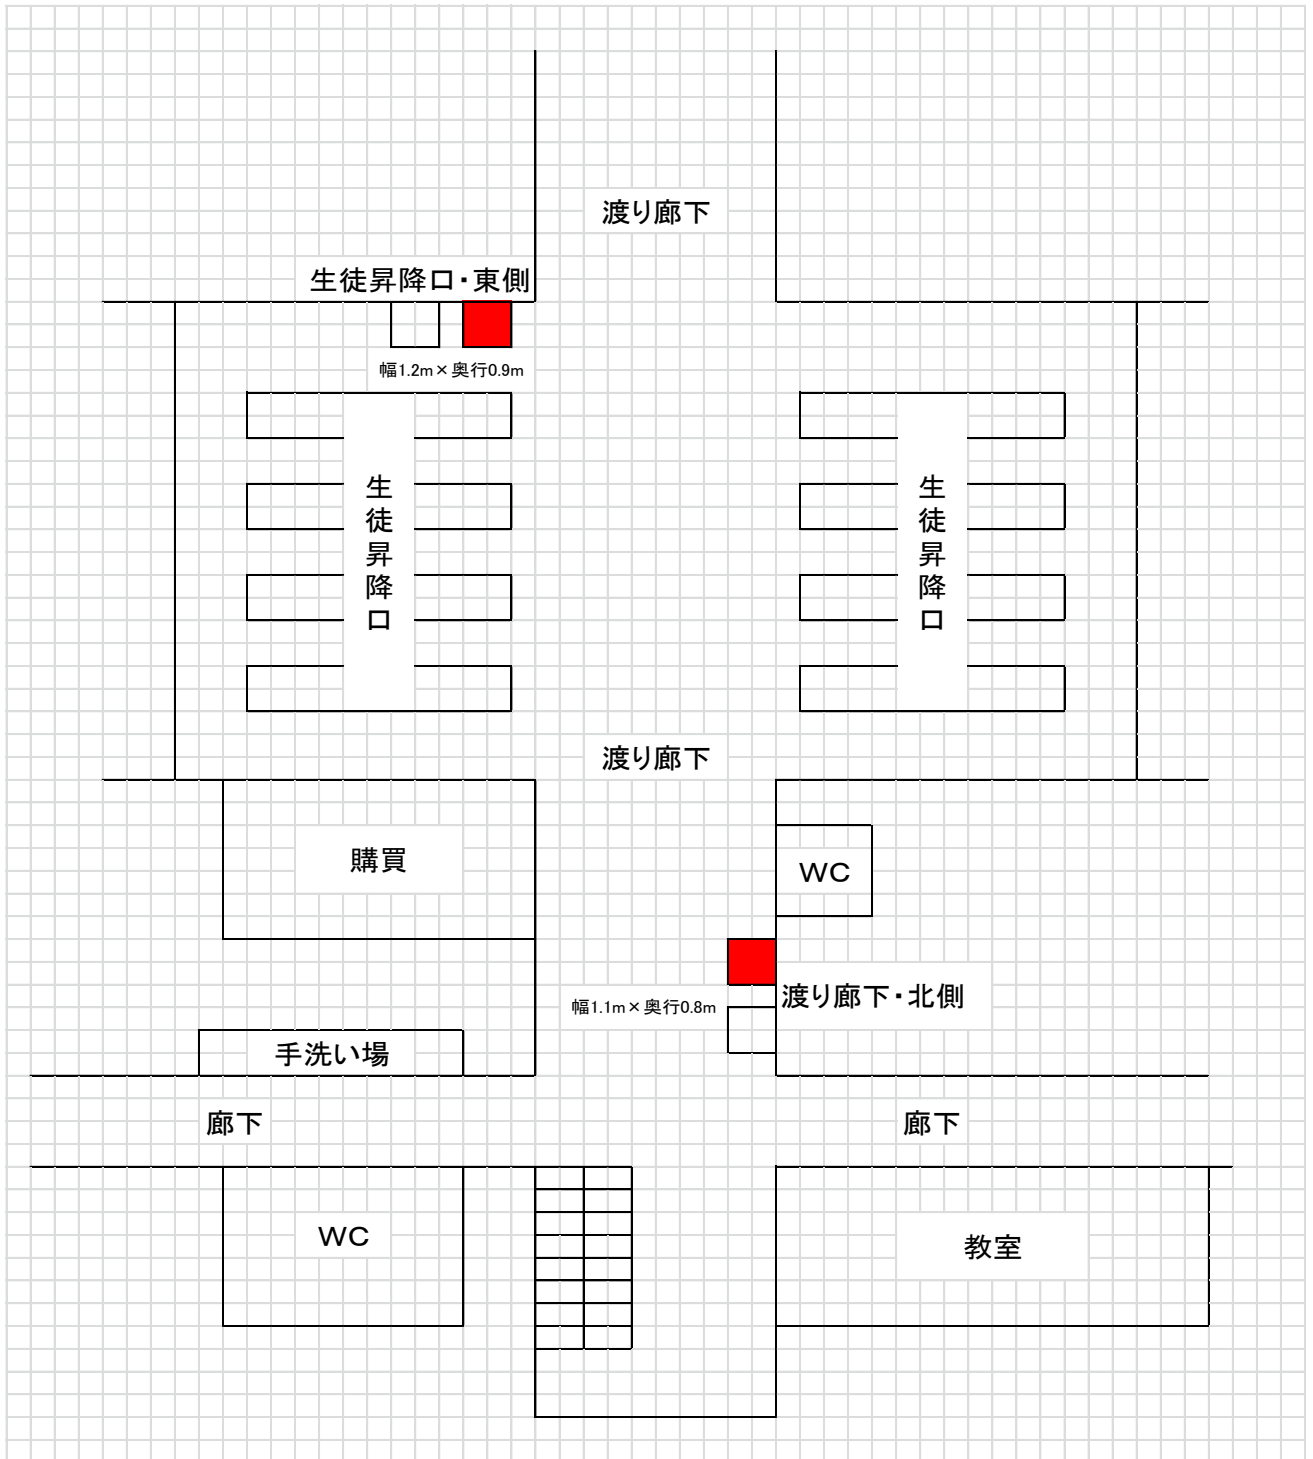 渡り廊下
生徒昇降口・東側
幅1.2m×奥行0.9m
生徒昇降口
生徒昇降口
渡り廊下
購買
WC
渡り廊下・北側
幅1.1m×奥行0.8m
手洗い場
廊下
廊下
WC
教室